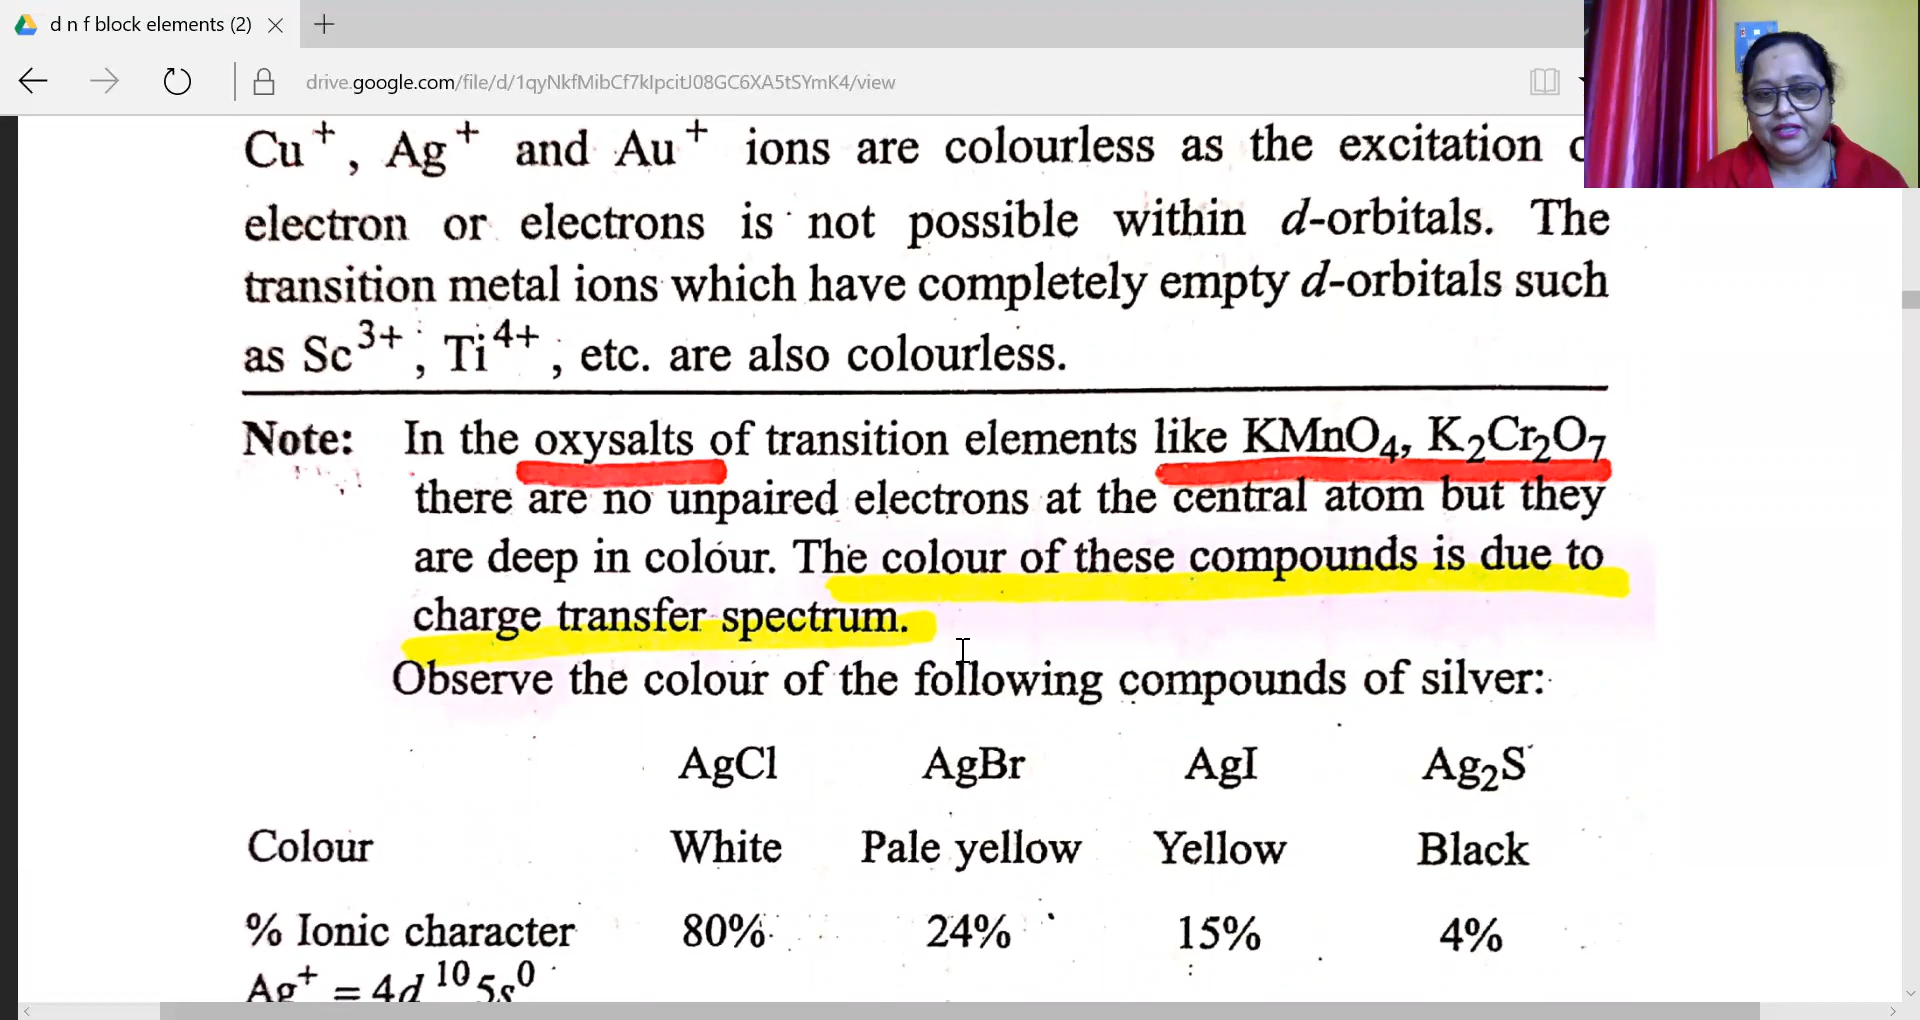 d n f block elements (2)
drive.google.com/file/d/1qyNkfMibCf7kIpcitJ08GC6XA5tSYmK4/view
Cu⁺, Ag⁺ and Au⁺ ions are colourless as the excitation
electron or electrons is not possible within d-orbitals. The
transition metal ions which have completely empty d-orbitals such
as Sc³⁺, Ti⁴⁺, etc. are also colourless.
Note: In the oxysalts of transition elements like KMnO₄, K₂Cr₂O₇
there are no unpaired electrons at the central atom but they
are deep in colour. The colour of these compounds is due to
charge transfer spectrum.
Observe the colour of the following compounds of silver:
AgCl AgBr AgI Ag₂S
Colour White Pale yellow Yellow Black
% Ionic character 80% 24% 15% 4%
Ag⁺ = 4d¹⁰5s⁰